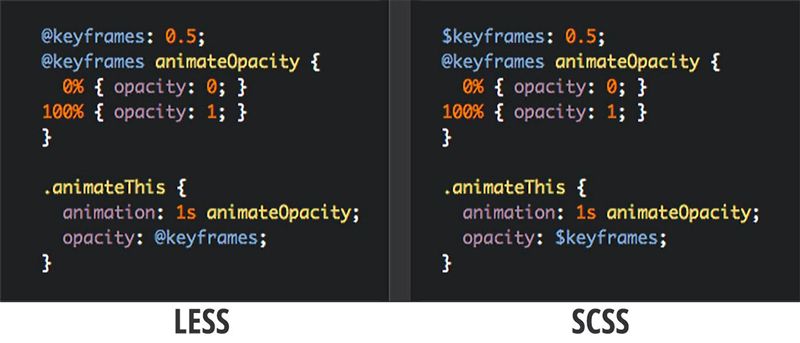 @keyframes: 0.5;
@keyframes animateOpacity {
  0% { opacity: 0; }
100% { opacity: 1; }
}

.animateThis {
  animation: 1s animateOpacity;
  opacity: @keyframes;
}
LESS

$keyframes: 0.5;
@keyframes animateOpacity {
  0% { opacity: 0; }
100% { opacity: 1; }
}

.animateThis {
  animation: 1s animateOpacity;
  opacity: $keyframes;
}
SCSS